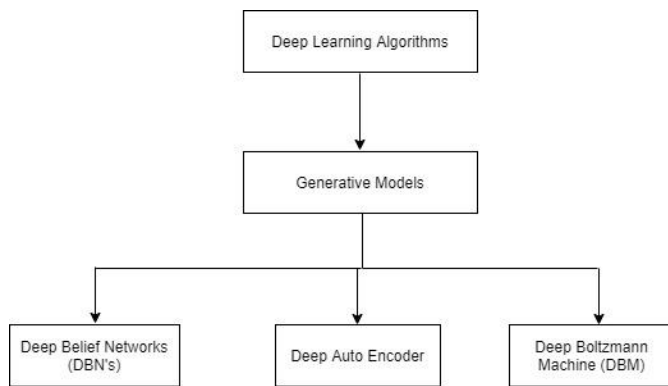 Deep Learning Algorithms
Generative Models
Deep Belief Networks
(DBN's)
Deep Auto Encoder
Deep Boltzmann
Machine (DBM)